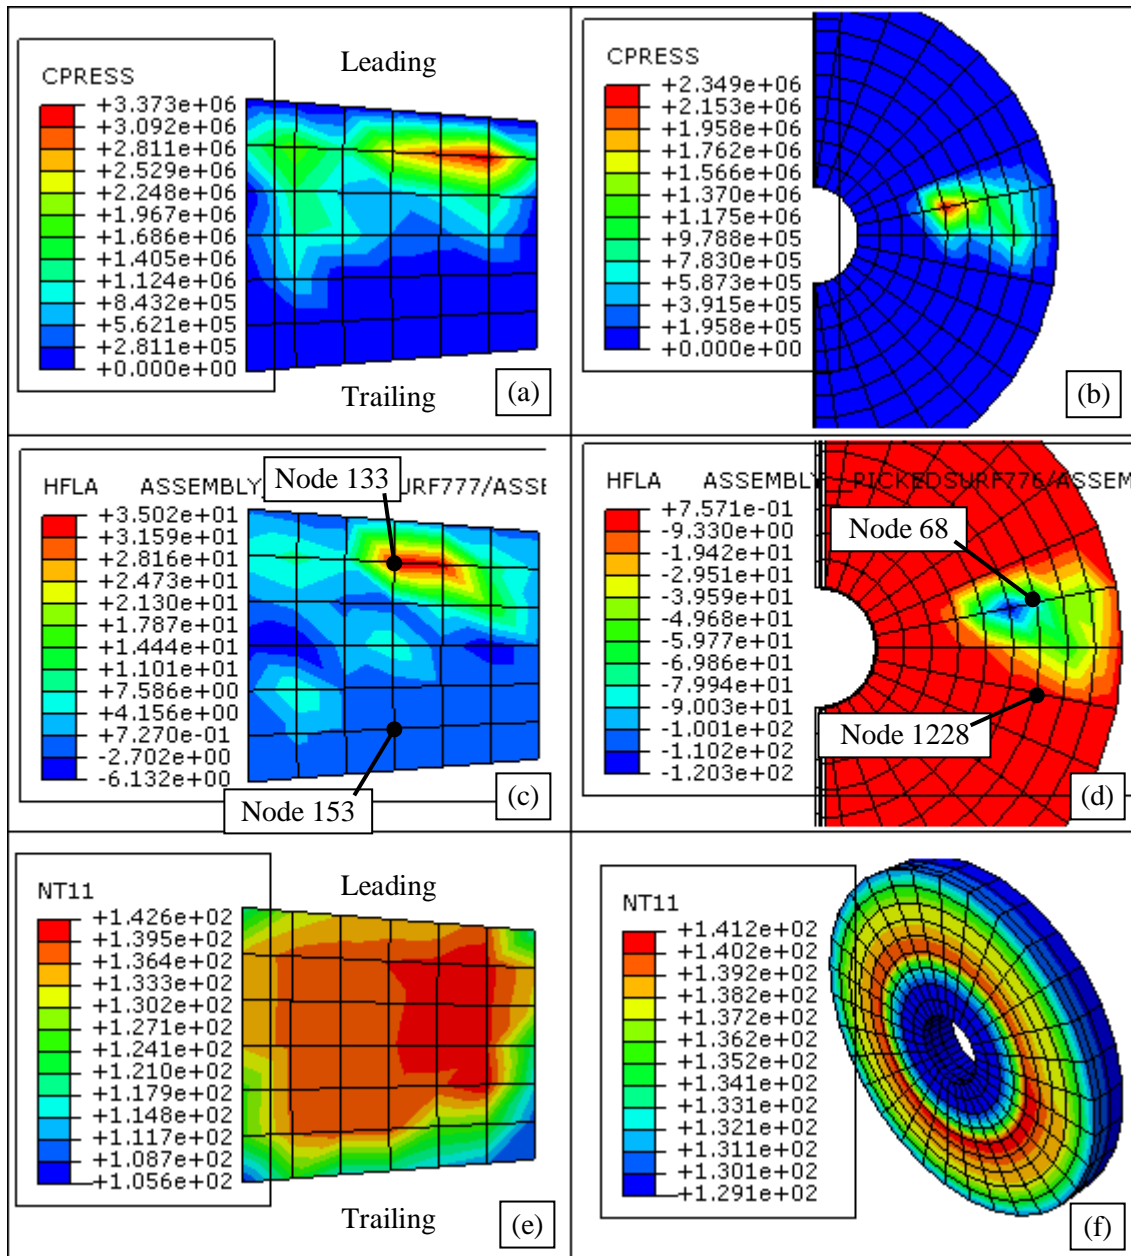 CPRESS
+3.373e+06
+3.092e+06
+2.811e+06
+2.529e+06
+2.248e+06
+1.967e+06
+1.686e+06
+1.405e+06
+1.124e+06
+8.432e+05
+5.621e+05
+2.811e+05
+0.000e+00
Leading
Trailing
(a)
CPRESS
+2.349e+06
+2.153e+06
+1.958e+06
+1.762e+06
+1.566e+06
+1.370e+06
+1.175e+06
+9.788e+05
+7.830e+05
+5.873e+05
+3.915e+05
+1.958e+05
+0.000e+00
(b)
Node 133
HFLA ASSEMBLY URF777/ASSE
+3.502e+01
+3.159e+01
+2.816e+01
+2.473e+01
+2.130e+01
+1.787e+01
+1.444e+01
+1.101e+01
+7.586e+00
+4.156e+00
+7.270e-01
-2.702e+00
-6.132e+00
Node 153
(c)
HFLA ASSEMBLY_PICKEDSURF776/ASSEM
+7.571e-01
-9.330e+00
-1.942e+01
-2.951e+01
-3.959e+01
-4.968e+01
-5.977e+01
-6.986e+01
-7.994e+01
-9.003e+01
-1.001e+02
-1.102e+02
-1.203e+02
Node 68
Node 1228
(d)
NT11
+1.426e+02
+1.395e+02
+1.364e+02
+1.333e+02
+1.302e+02
+1.271e+02
+1.241e+02
+1.210e+02
+1.179e+02
+1.148e+02
+1.117e+02
+1.087e+02
+1.056e+02
Leading
Trailing
(e)
NT11
+1.412e+02
+1.402e+02
+1.392e+02
+1.382e+02
+1.372e+02
+1.362e+02
+1.352e+02
+1.341e+02
+1.331e+02
+1.321e+02
+1.311e+02
+1.301e+02
+1.291e+02
(f)